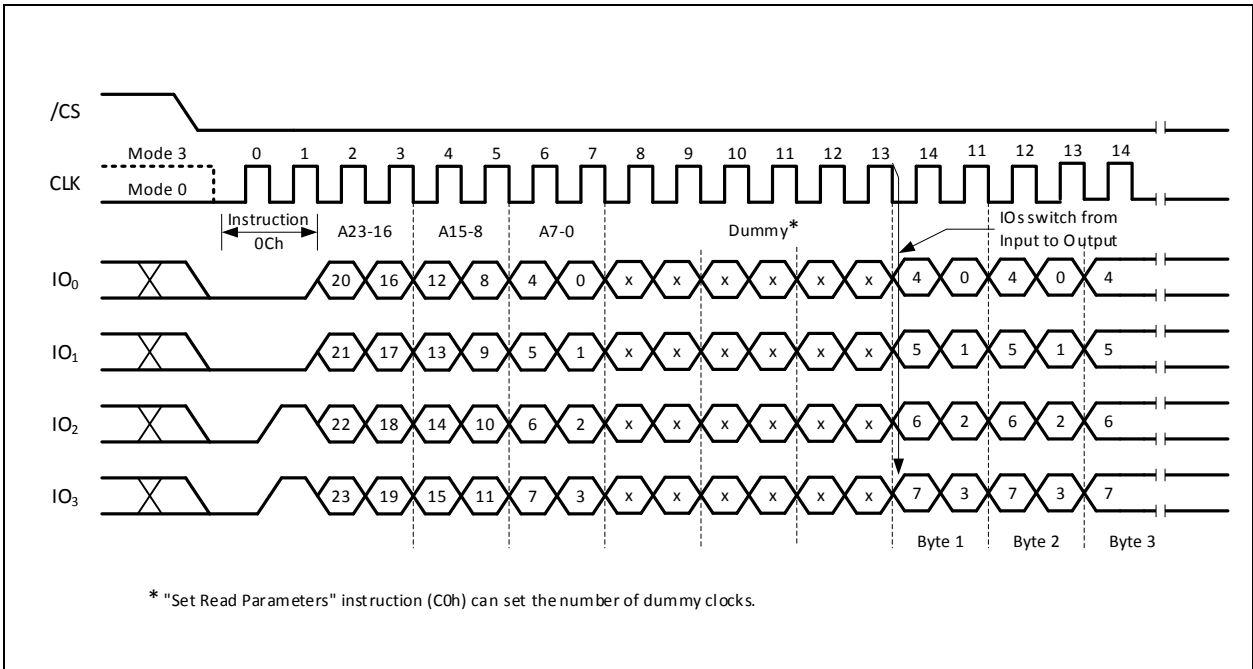 /CS
Mode 3 0 1 2 3 4 5 6 7 8 9 10 11 12 13 14 11 12 13 14
CLK
Mode 0
Instruction A23-16 A15-8 A7-0 Dummy* IOs switch from
0Ch Input to Output
IO0 20 16 12 8 4 0 x x x x x x 4 0 4 0 4
IO1 21 17 13 9 5 1 x x x x x x 5 1 5 1 5
IO2 22 18 14 10 6 2 x x x x x x 6 2 6 2 6
IO3 23 19 15 11 7 3 x x x x x x 7 3 7 3 7
Byte 1 Byte 2 Byte 3
* "Set Read Parameters" instruction (C0h) can set the number of dummy clocks.